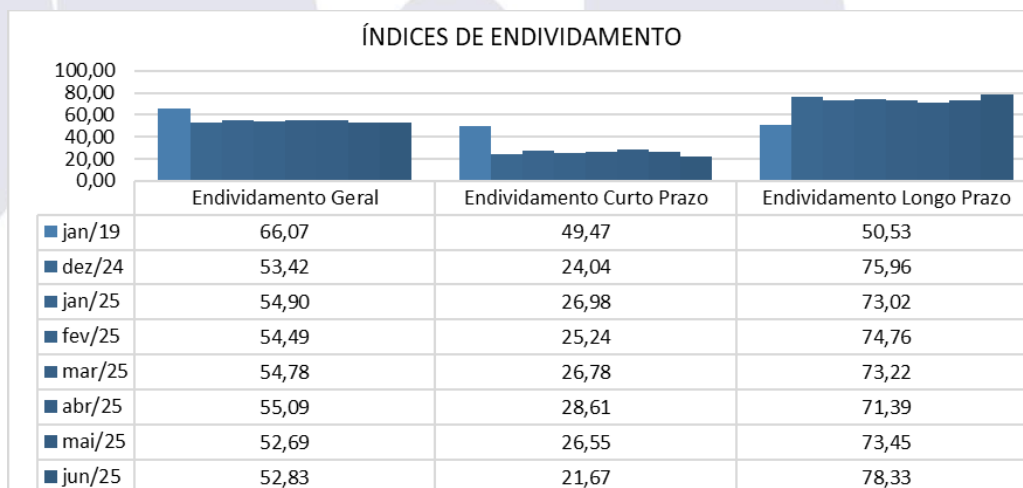 ÍNDICES DE ENDIVIDAMENTO
100,00
80,00
60,00
40,00
20,00
0,00
Endividamento Geral Endividamento Curto Prazo Endividamento Longo Prazo
jan/19 66,07 49,47 50,53
dez/24 53,42 24,04 75,96
jan/25 54,90 26,98 73,02
fev/25 54,49 25,24 74,76
mar/25 54,78 26,78 73,22
abr/25 55,09 28,61 71,39
mai/25 52,69 26,55 73,45
jun/25 52,83 21,67 78,33